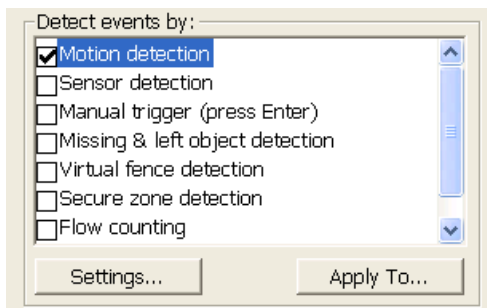 Detect events by:
Motion detection
Sensor detection
Manual trigger (press Enter)
Missing & left object detection
Virtual fence detection
Secure zone detection
Flow counting
Settings... Apply To...